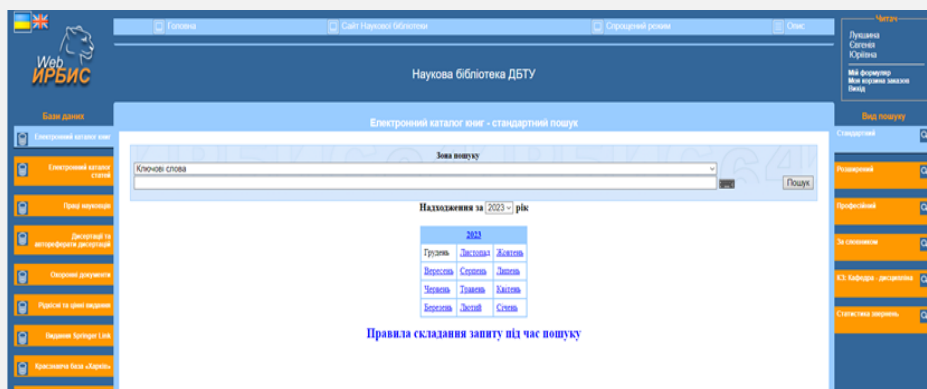 Головна
Сайт Наукової бібліотеки
Спрощений режим
Опис
Читач
Лукшина
Євгенія
Юріївна
Мій формуляр
Моя корзина заказов
Вихід
Web
ИРБИС
Наукова бібліотека ДБТУ
Бази даних
Електронний каталог книг
Електронний каталог
статей
Праці науковців
Дисертації та
автореферати дисертацій
Охоронні документи
Рідкісні та цінні видання
Видання Springer Link
Краєзнавча база «Харків»
Електронний каталог книг - стандартний пошук
Зона пошуку
Ключові слова
Пошук
Надходження за 2023 рік
2023
Грудень Листопад Жовтень
Вересень Серпень Липень
Червень Травень Квітень
Березень Лютий Січень
Правила складання запиту під час пошуку
Вид пошуку
Стандартний
Розширений
Професійний
За словником
КЗ: Кафедра - дисципліна
Статистика звернень